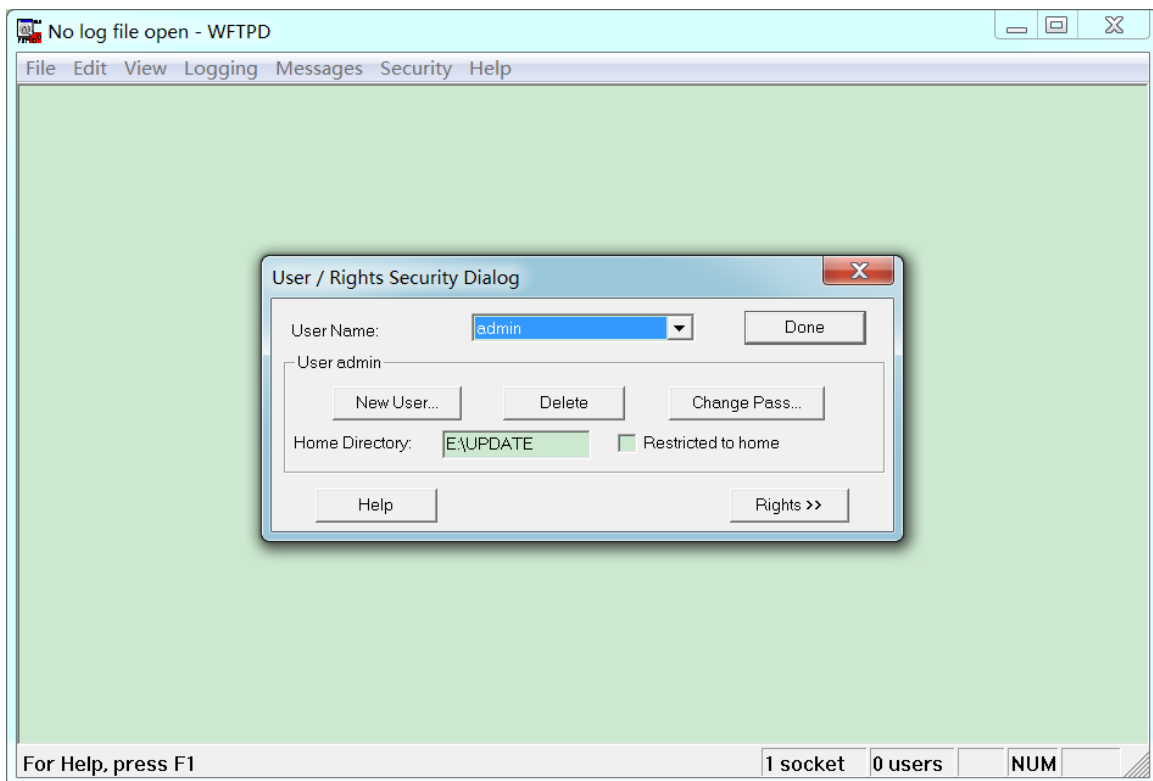 No log file open - WFTPD
File Edit View Logging Messages Security Help
User / Rights Security Dialog
User Name: admin Done
User admin
New User... Delete Change Pass...
Home Directory: E:\UPDATE Restricted to home
Help Rights >>
For Help, press F1 1 socket 0 users NUM